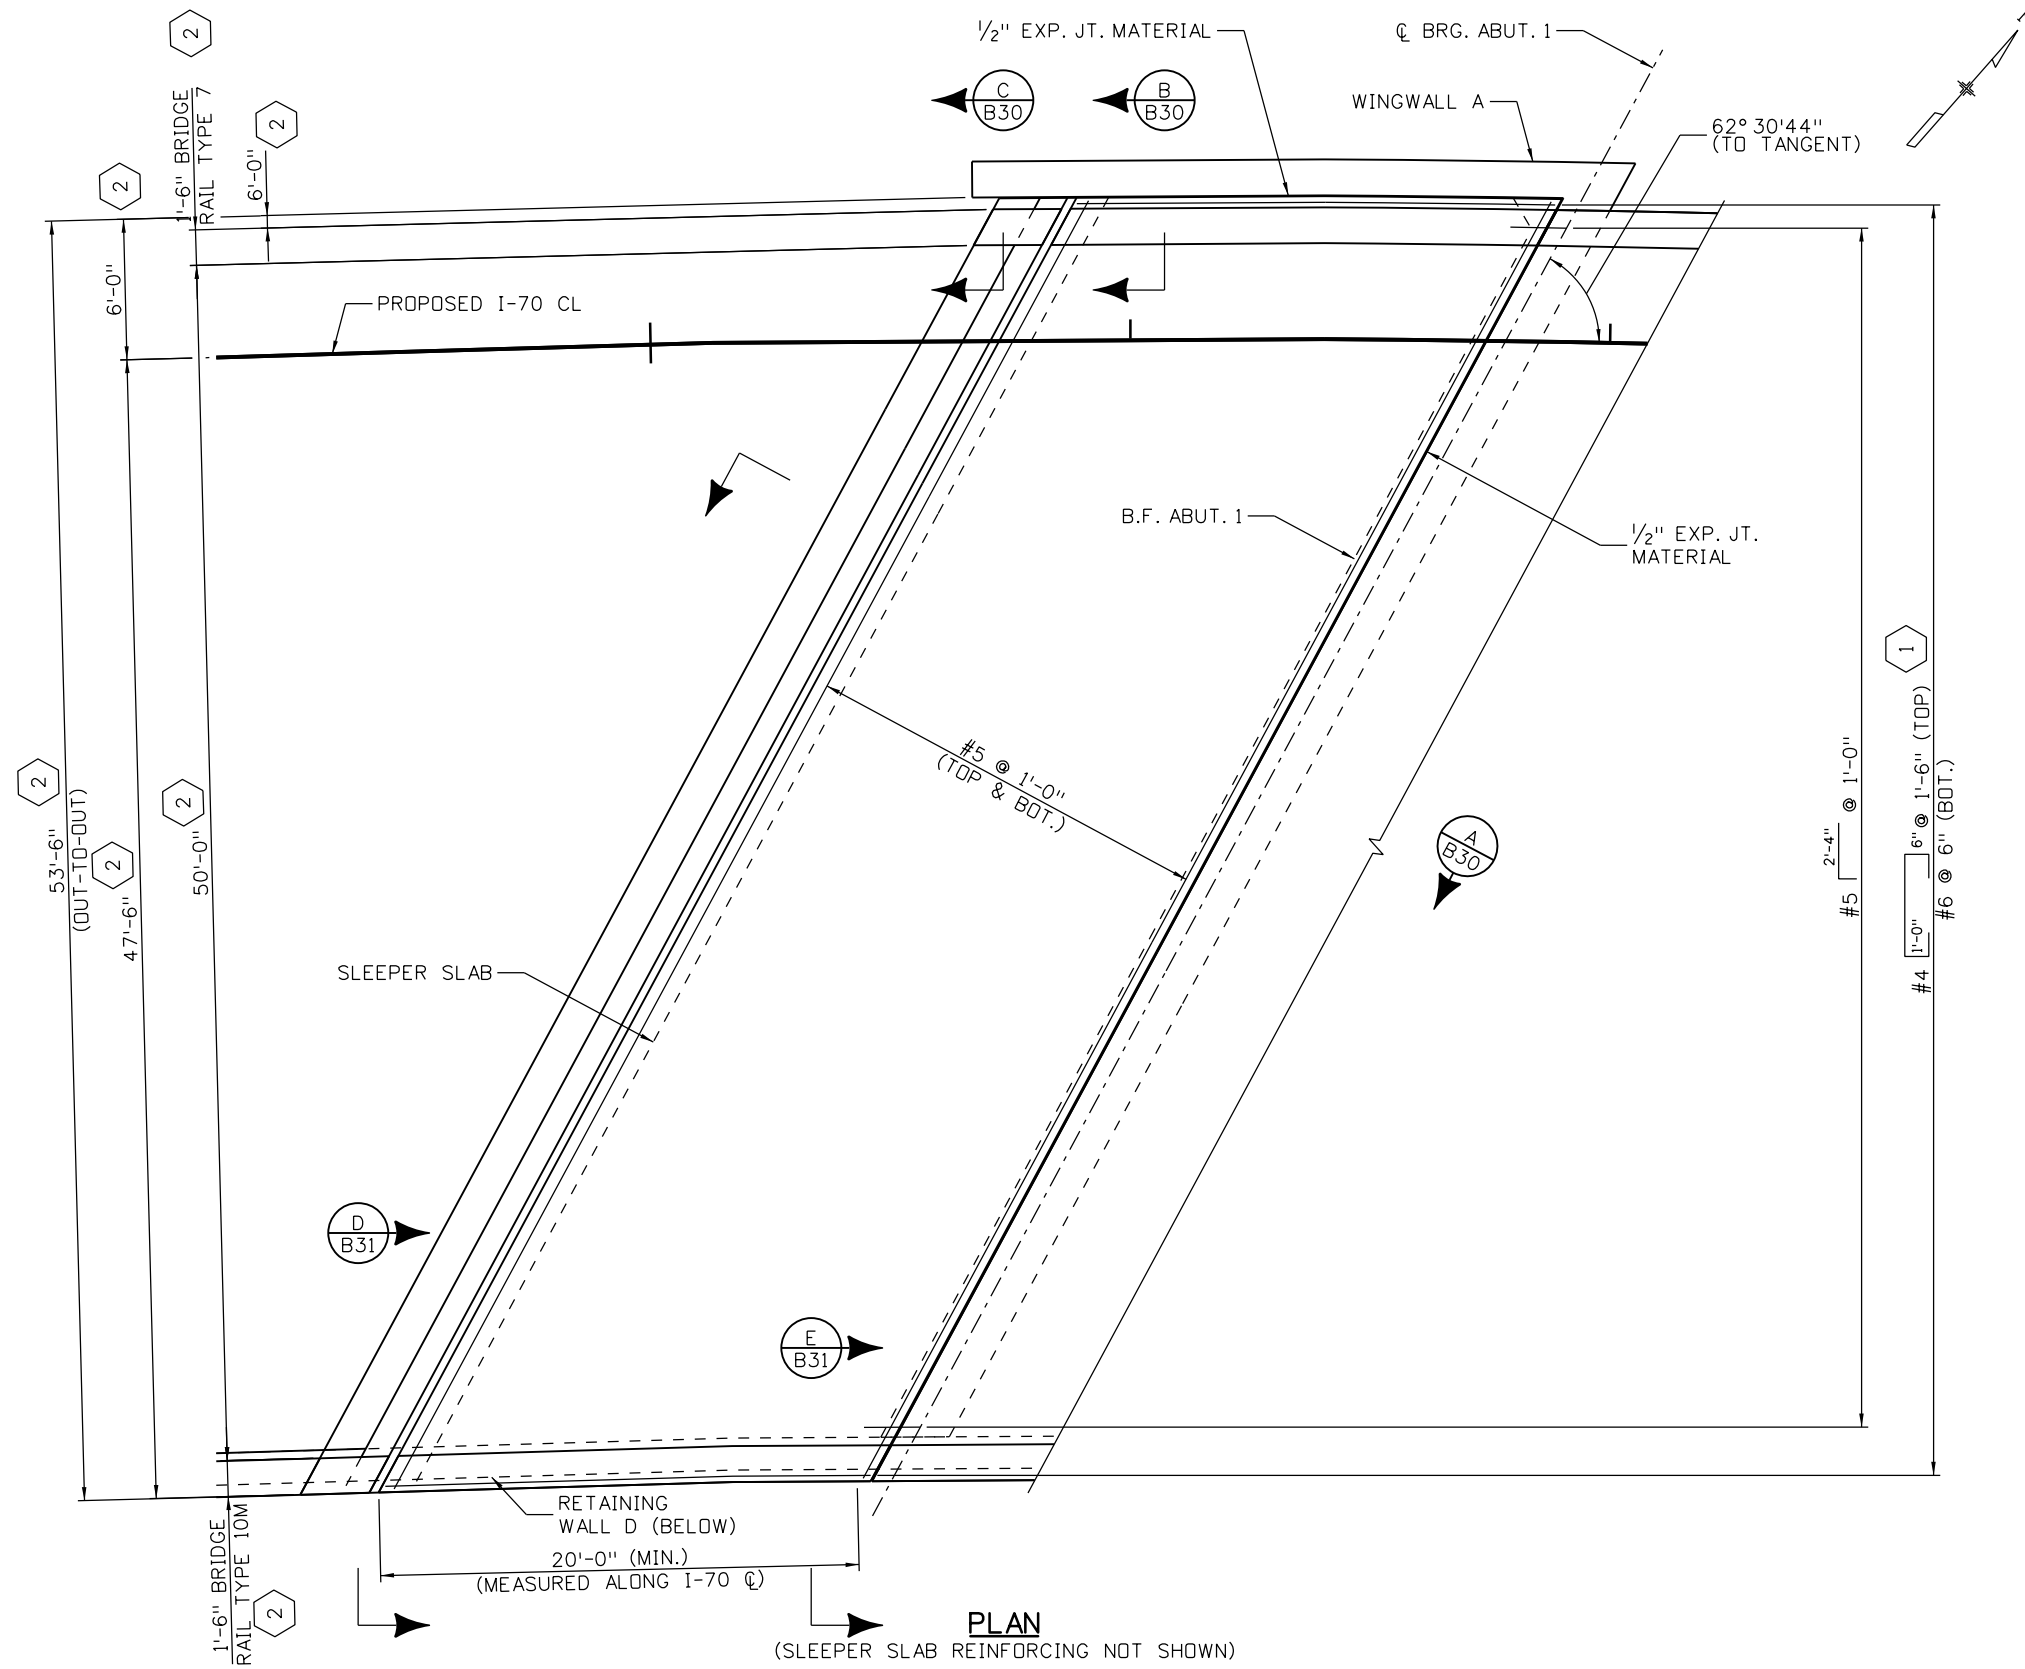 ½" EXP. JT. MATERIAL
℄ BRG. ABUT. 1
C
B30
B
B30
WINGWALL A
62° 30'44"
(TO TANGENT)
2
1'-6" BRIDGE
RAIL TYPE 7
2
6'-0"
2
6'-0"
PROPOSED I-70 CL
B.F. ABUT. 1
½" EXP. JT.
MATERIAL
2
53'-6"
(OUT-TO-OUT)
2
47'-6"
2
50'-0"
#5 @ 1'-0"
(TOP & BOT.)
A
B30
#5 2'-4" @ 1'-0"
1
#4 1'-0" 6" @ 1'-6" (TOP)
#6 @ 6" (BOT.)
SLEEPER SLAB
D
B31
E
B31
RETAINING
WALL D (BELOW)
20'-0" (MIN.)
(MEASURED ALONG I-70 ℄)
1'-6" BRIDGE
RAIL TYPE 10M
2
PLAN
(SLEEPER SLAB REINFORCING NOT SHOWN)